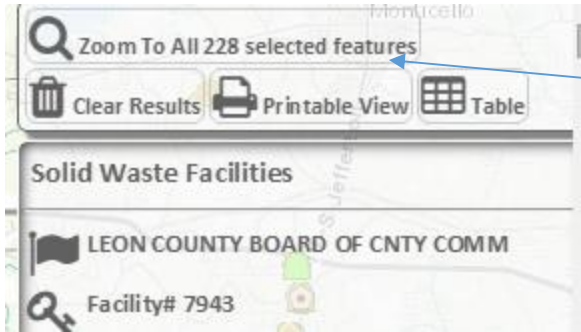 Monticello
Zoom To All 228 selected features
Clear Results Printable View Table
Solid Waste Facilities
S. Jeffers
LEON COUNTY BOARD OF CNTY COMM
Facility# 7943